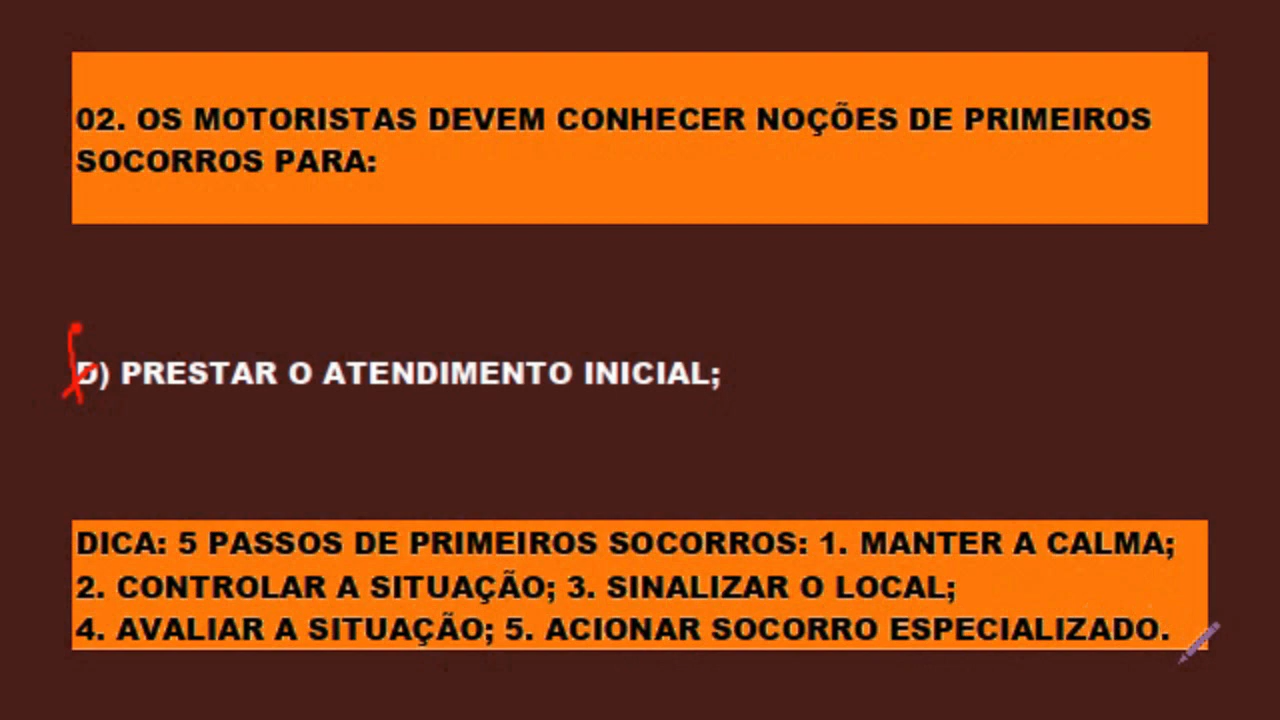 02. OS MOTORISTAS DEVEM CONHECER NOÇÕES DE PRIMEIROS
SOCORROS PARA:
D) PRESTAR O ATENDIMENTO INICIAL;
DICA: 5 PASSOS DE PRIMEIROS SOCORROS: 1. MANTER A CALMA;
2. CONTROLAR A SITUAÇÃO; 3. SINALIZAR O LOCAL;
4. AVALIAR A SITUAÇÃO; 5. ACIONAR SOCORRO ESPECIALIZADO.